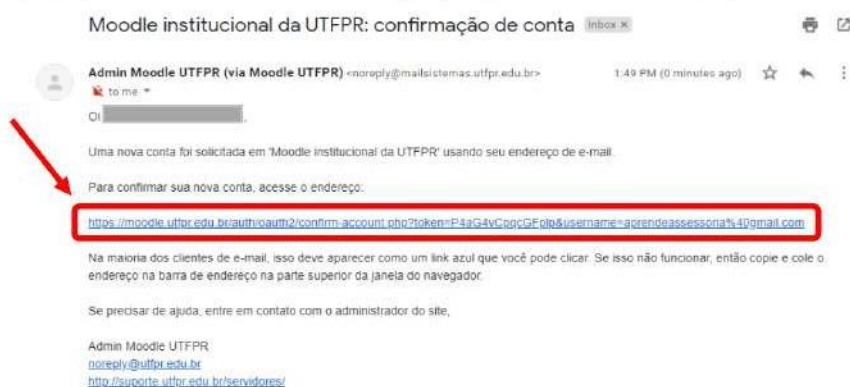 Moodle institucional da UTFPR: confirmação de conta Inbox ×
Admin Moodle UTFPR (via Moodle UTFPR) <noreply@mailsistemas.utfpr.edu.br> 1:49 PM (0 minutes ago)
to me
Oi ,
Uma nova conta foi solicitada em 'Moodle institucional da UTFPR' usando seu endereço de e-mail.
Para confirmar sua nova conta, acesse o endereço:
https://moodle.utfpr.edu.br/auth/oauth2/confirm-account.php?token=P4aG4vCpqcGFplp&username=aprendeassessoria%40gmail.com
Na maioria dos clientes de e-mail, isso deve aparecer como um link azul que você pode clicar. Se isso não funcionar, então copie e cole o
endereço na barra de endereço na parte superior da janela do navegador.
Se precisar de ajuda, entre em contato com o administrador do site,
Admin Moodle UTFPR
noreply@utfpr.edu.br
http://suporte.utfpr.edu.br/servidores/